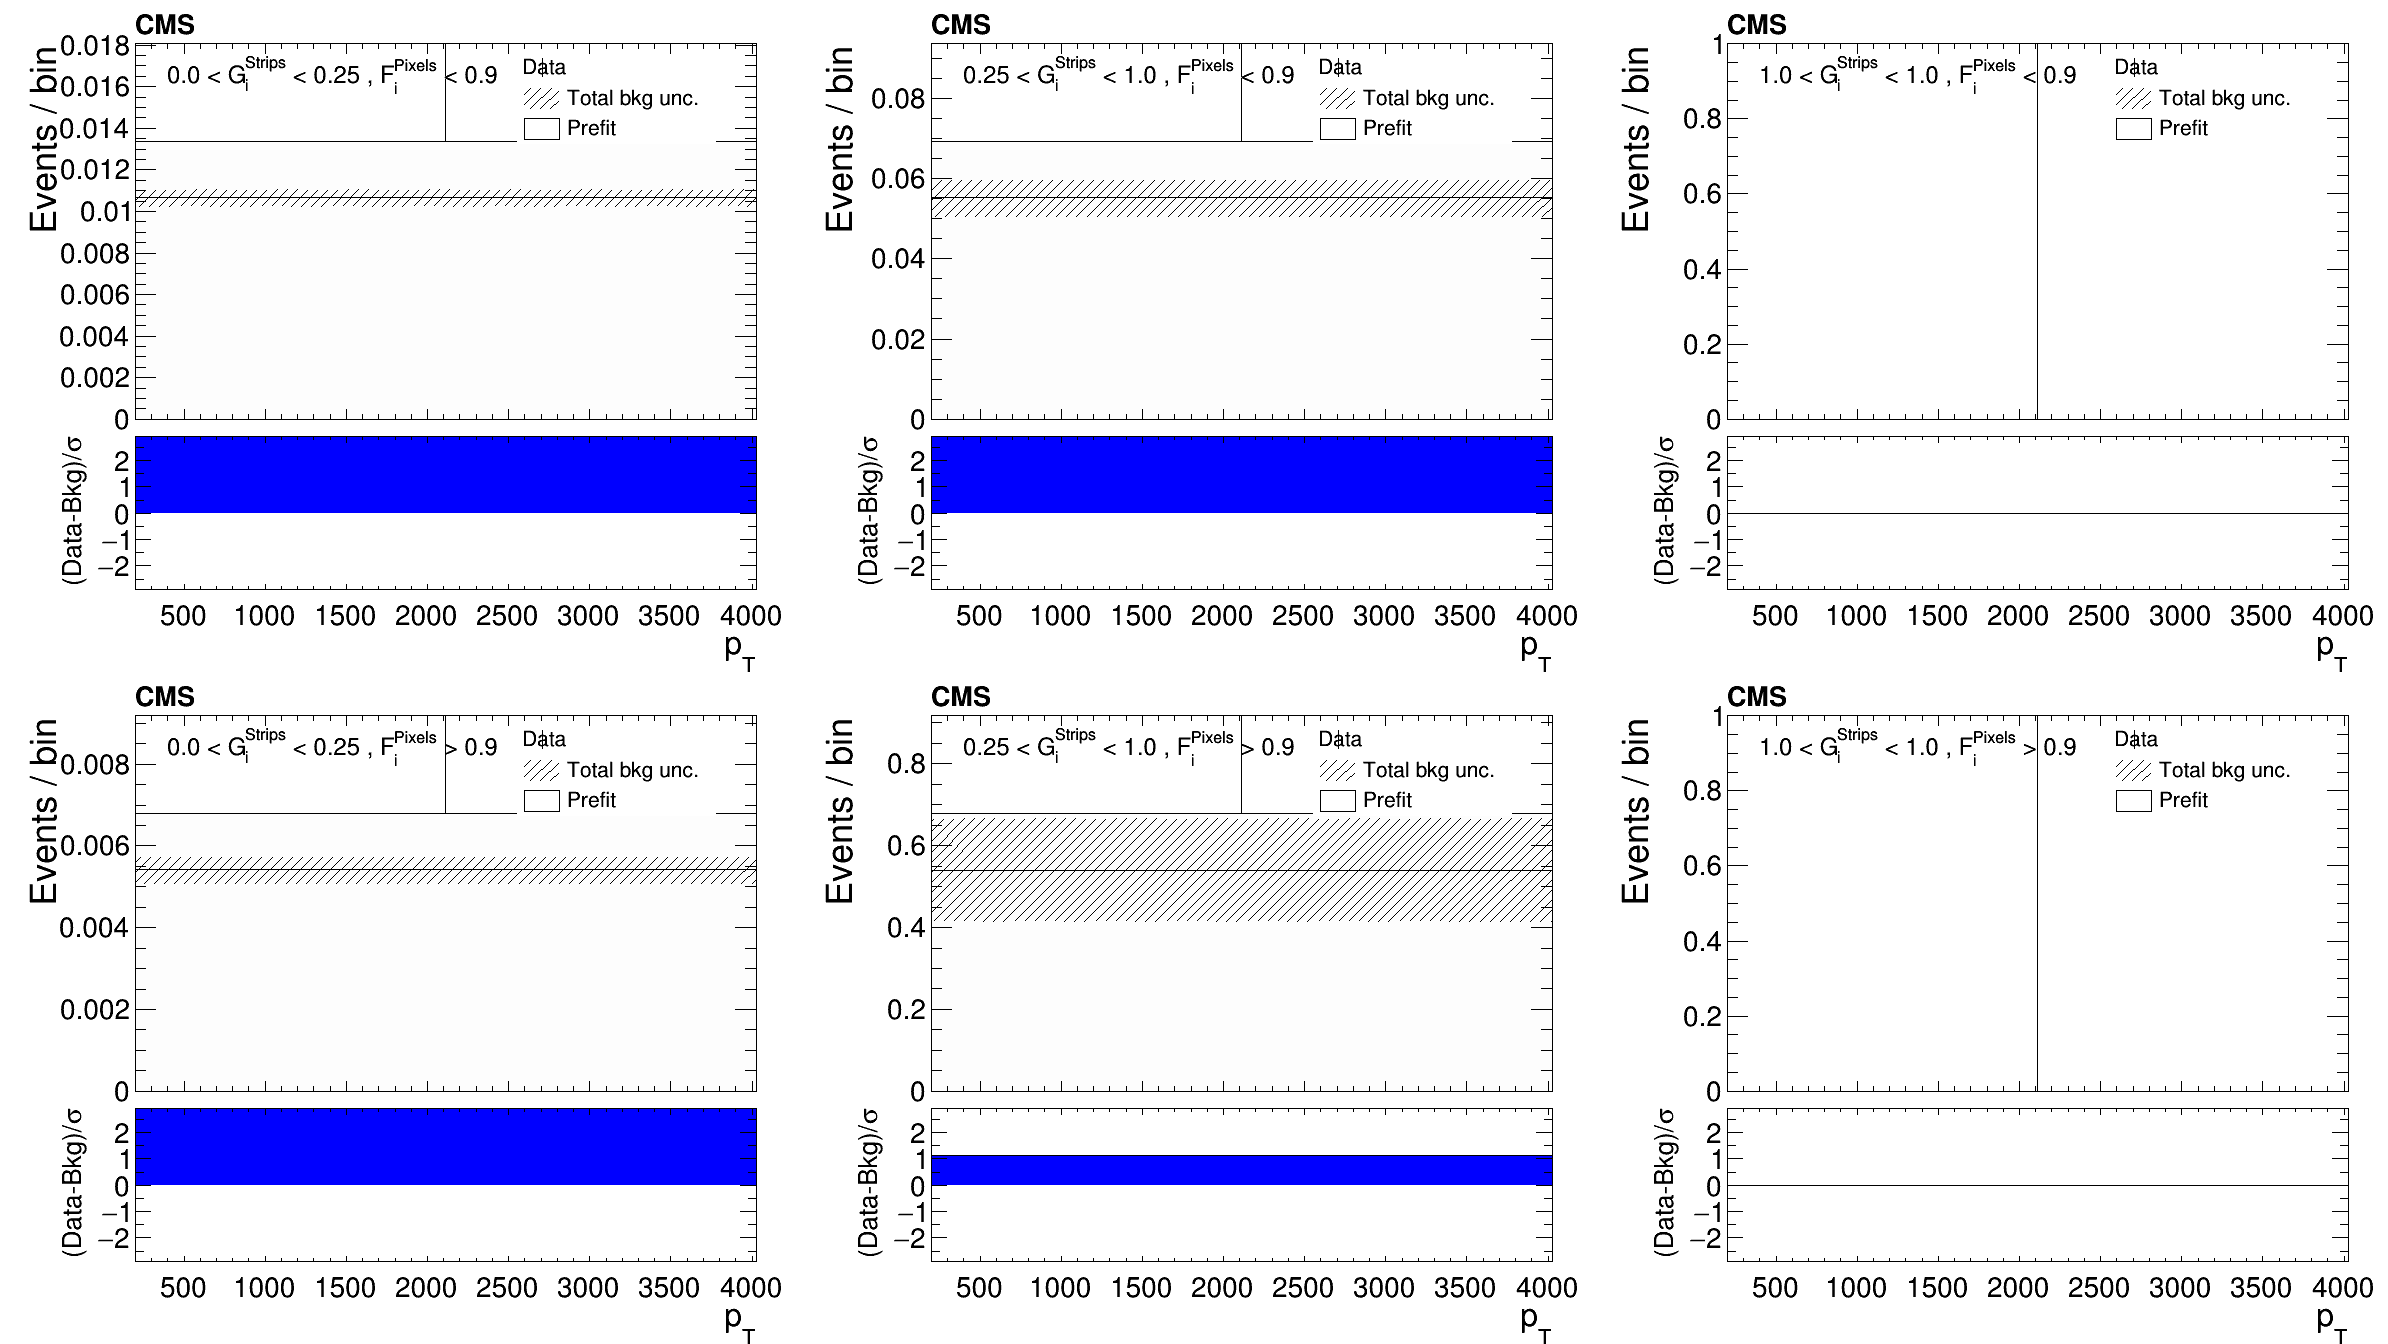 CMS
Events / bin
0.0 < G_i^Strips < 0.25 , F_i^Pixels < 0.9
Data
Total bkg unc.
Prefit
0.018
0.016
0.014
0.012
0.01
0.008
0.006
0.004
0.002
0
(Data-Bkg)/σ
2
1
0
−1
−2
500 1000 1500 2000 2500 3000 3500 4000
p_T
CMS
Events / bin
0.25 < G_i^Strips < 1.0 , F_i^Pixels < 0.9
Data
Total bkg unc.
Prefit
0.08
0.06
0.04
0.02
0
(Data-Bkg)/σ
2
1
0
−1
−2
500 1000 1500 2000 2500 3000 3500 4000
p_T
CMS
Events / bin
1.0 < G_i^Strips < 1.0 , F_i^Pixels < 0.9
Data
Total bkg unc.
Prefit
1
0.8
0.6
0.4
0.2
0
(Data-Bkg)/σ
2
1
0
−1
−2
500 1000 1500 2000 2500 3000 3500 4000
p_T
CMS
Events / bin
0.0 < G_i^Strips < 0.25 , F_i^Pixels > 0.9
Data
Total bkg unc.
Prefit
0.008
0.006
0.004
0.002
0
(Data-Bkg)/σ
2
1
0
−1
−2
500 1000 1500 2000 2500 3000 3500 4000
p_T
CMS
Events / bin
0.25 < G_i^Strips < 1.0 , F_i^Pixels > 0.9
Data
Total bkg unc.
Prefit
0.8
0.6
0.4
0.2
0
(Data-Bkg)/σ
2
1
0
−1
−2
500 1000 1500 2000 2500 3000 3500 4000
p_T
CMS
Events / bin
1.0 < G_i^Strips < 1.0 , F_i^Pixels > 0.9
Data
Total bkg unc.
Prefit
1
0.8
0.6
0.4
0.2
0
(Data-Bkg)/σ
2
1
0
−1
−2
500 1000 1500 2000 2500 3000 3500 4000
p_T